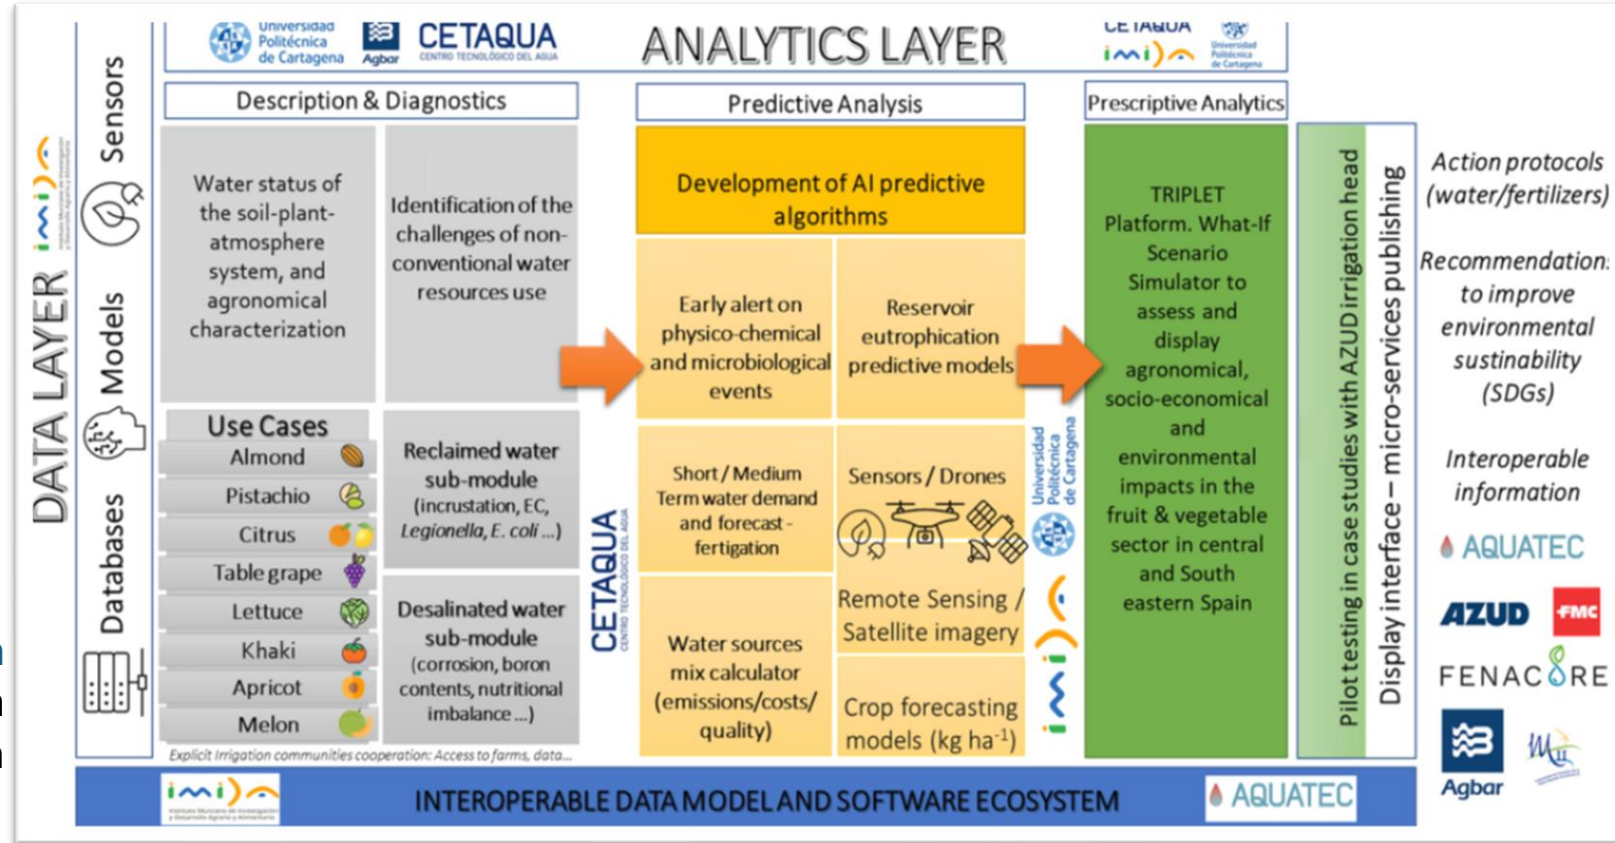 Universidad
Politécnica
de Cartagena
Agbar
CETAQUA
CENTRO TECNOLÓGICO DEL AGUA
ANALYTICS LAYER
CETAQUA
imida
Universidad
Politécnica
de Cartagena
DATA LAYER
imida
Sensors
Models
Databases
Description & Diagnostics
Water status of
the soil-plant-
atmosphere
system, and
agronomical
characterization
Identification of the
challenges of non-
conventional water
resources use
Use Cases
Almond
Pistachio
Citrus
Table grape
Lettuce
Khaki
Apricot
Melon
Reclaimed water
sub-module
(incrustation, EC,
Legionella, E. coli ...)
Desalinated water
sub-module
(corrosion, boron
contents, nutritional
imbalance ...)
Explicit Irrigation communities cooperation: Access to farms, data...
CETAQUA
CENTRO TECNOLÓGICO DEL AGUA
Predictive Analysis
Development of AI predictive
algorithms
Early alert on
physico-chemical
and microbiological
events
Reservoir
eutrophication
predictive models
Short / Medium
Term water demand
and forecast -
fertigation
Sensors / Drones
Remote Sensing /
Satellite imagery
Water sources
mix calculator
(emissions/costs/
quality)
Crop forecasting
models (kg ha-1)
Universidad
Politécnica
de Cartagena
imida
Prescriptive Analytics
TRIPLET
Platform. What-If
Scenario
Simulator to
assess and
display
agronomical,
socio-economical
and
environmental
impacts in the
fruit & vegetable
sector in central
and South
eastern Spain
Pilot testing in case studies with AZUD irrigation head
Display interface – micro-services publishing
Action protocols
(water/fertilizers)
Recommendation:
to improve
environmental
sustinability
(SDGs)
Interoperable
information
AQUATEC
AZUD
FMC
FENACORE
Agbar
imida
Instituto Murciano de Investigación
y Desarrollo Agrario y Alimentario
INTEROPERABLE DATA MODEL AND SOFTWARE ECOSYSTEM
AQUATEC